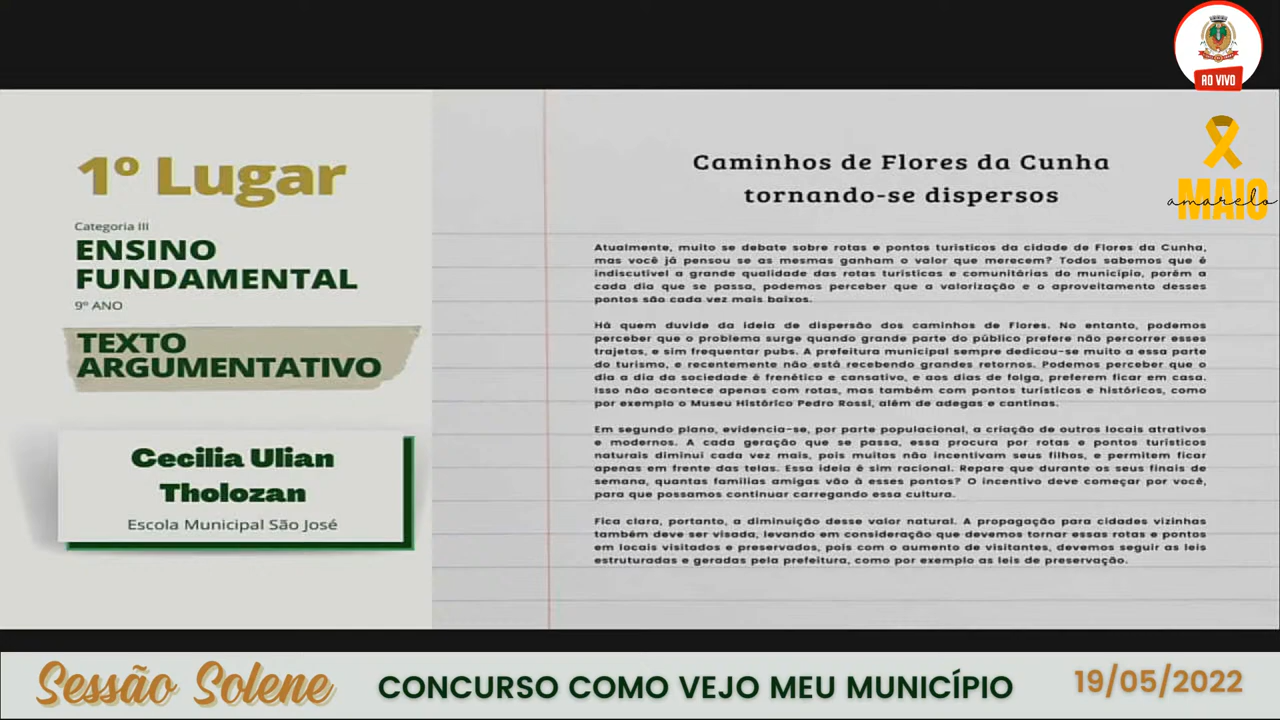 AO VIVO
MAIO
amarelo
1º Lugar
Categoria III
ENSINO
FUNDAMENTAL
9º ANO
TEXTO
ARGUMENTATIVO
Cecilia Ulian
Tholozan
Escola Municipal São José
Caminhos de Flores da Cunha
tornando-se dispersos
Atualmente, muito se debate sobre rotas e pontos turísticos da cidade de Flores da Cunha,
mas você já pensou se as mesmas ganham o valor que merecem? Todos sabemos que é
indiscutível a grande qualidade das rotas turísticas e comunitárias do município, porém a
cada dia que se passa, podemos perceber que a valorização e o aproveitamento desses
pontos são cada vez mais baixos.
Há quem duvide da ideia de dispersão dos caminhos de Flores. No entanto, podemos
perceber que o problema surge quando grande parte do público prefere não percorrer esses
trajetos, e sim frequentar pubs. A prefeitura municipal sempre dedicou-se muito a essa parte
do turismo, e recentemente não está recebendo grandes retornos. Podemos perceber que o
dia a dia da sociedade é frenético e cansativo, e aos dias de folga, preferem ficar em casa.
Isso não acontece apenas com rotas, mas também com pontos turísticos e históricos, como
por exemplo o Museu Histórico Pedro Rossi, além de adegas e cantinas.
Em segundo plano, evidencia-se, por parte populacional, a criação de outros locais atrativos
e modernos. A cada geração que se passa, essa procura por rotas e pontos turísticos
naturais diminui cada vez mais, pois muitos não incentivam seus filhos, e permitem ficar
apenas em frente das telas. Essa ideia é sim racional. Repare que durante os seus finais de
semana, quantas famílias amigas vão à esses pontos? O incentivo deve começar por você,
para que possamos continuar carregando essa cultura.
Fica clara, portanto, a diminuição desse valor natural. A propagação para cidades vizinhas
também deve ser visada, levando em consideração que devemos tornar essas rotas e pontos
em locais visitados e preservados, pois com o aumento de visitantes, devemos seguir as leis
estruturadas e geradas pela prefeitura, como por exemplo as leis de preservação.
Sessão Solene
CONCURSO COMO VEJO MEU MUNICÍPIO
19/05/2022